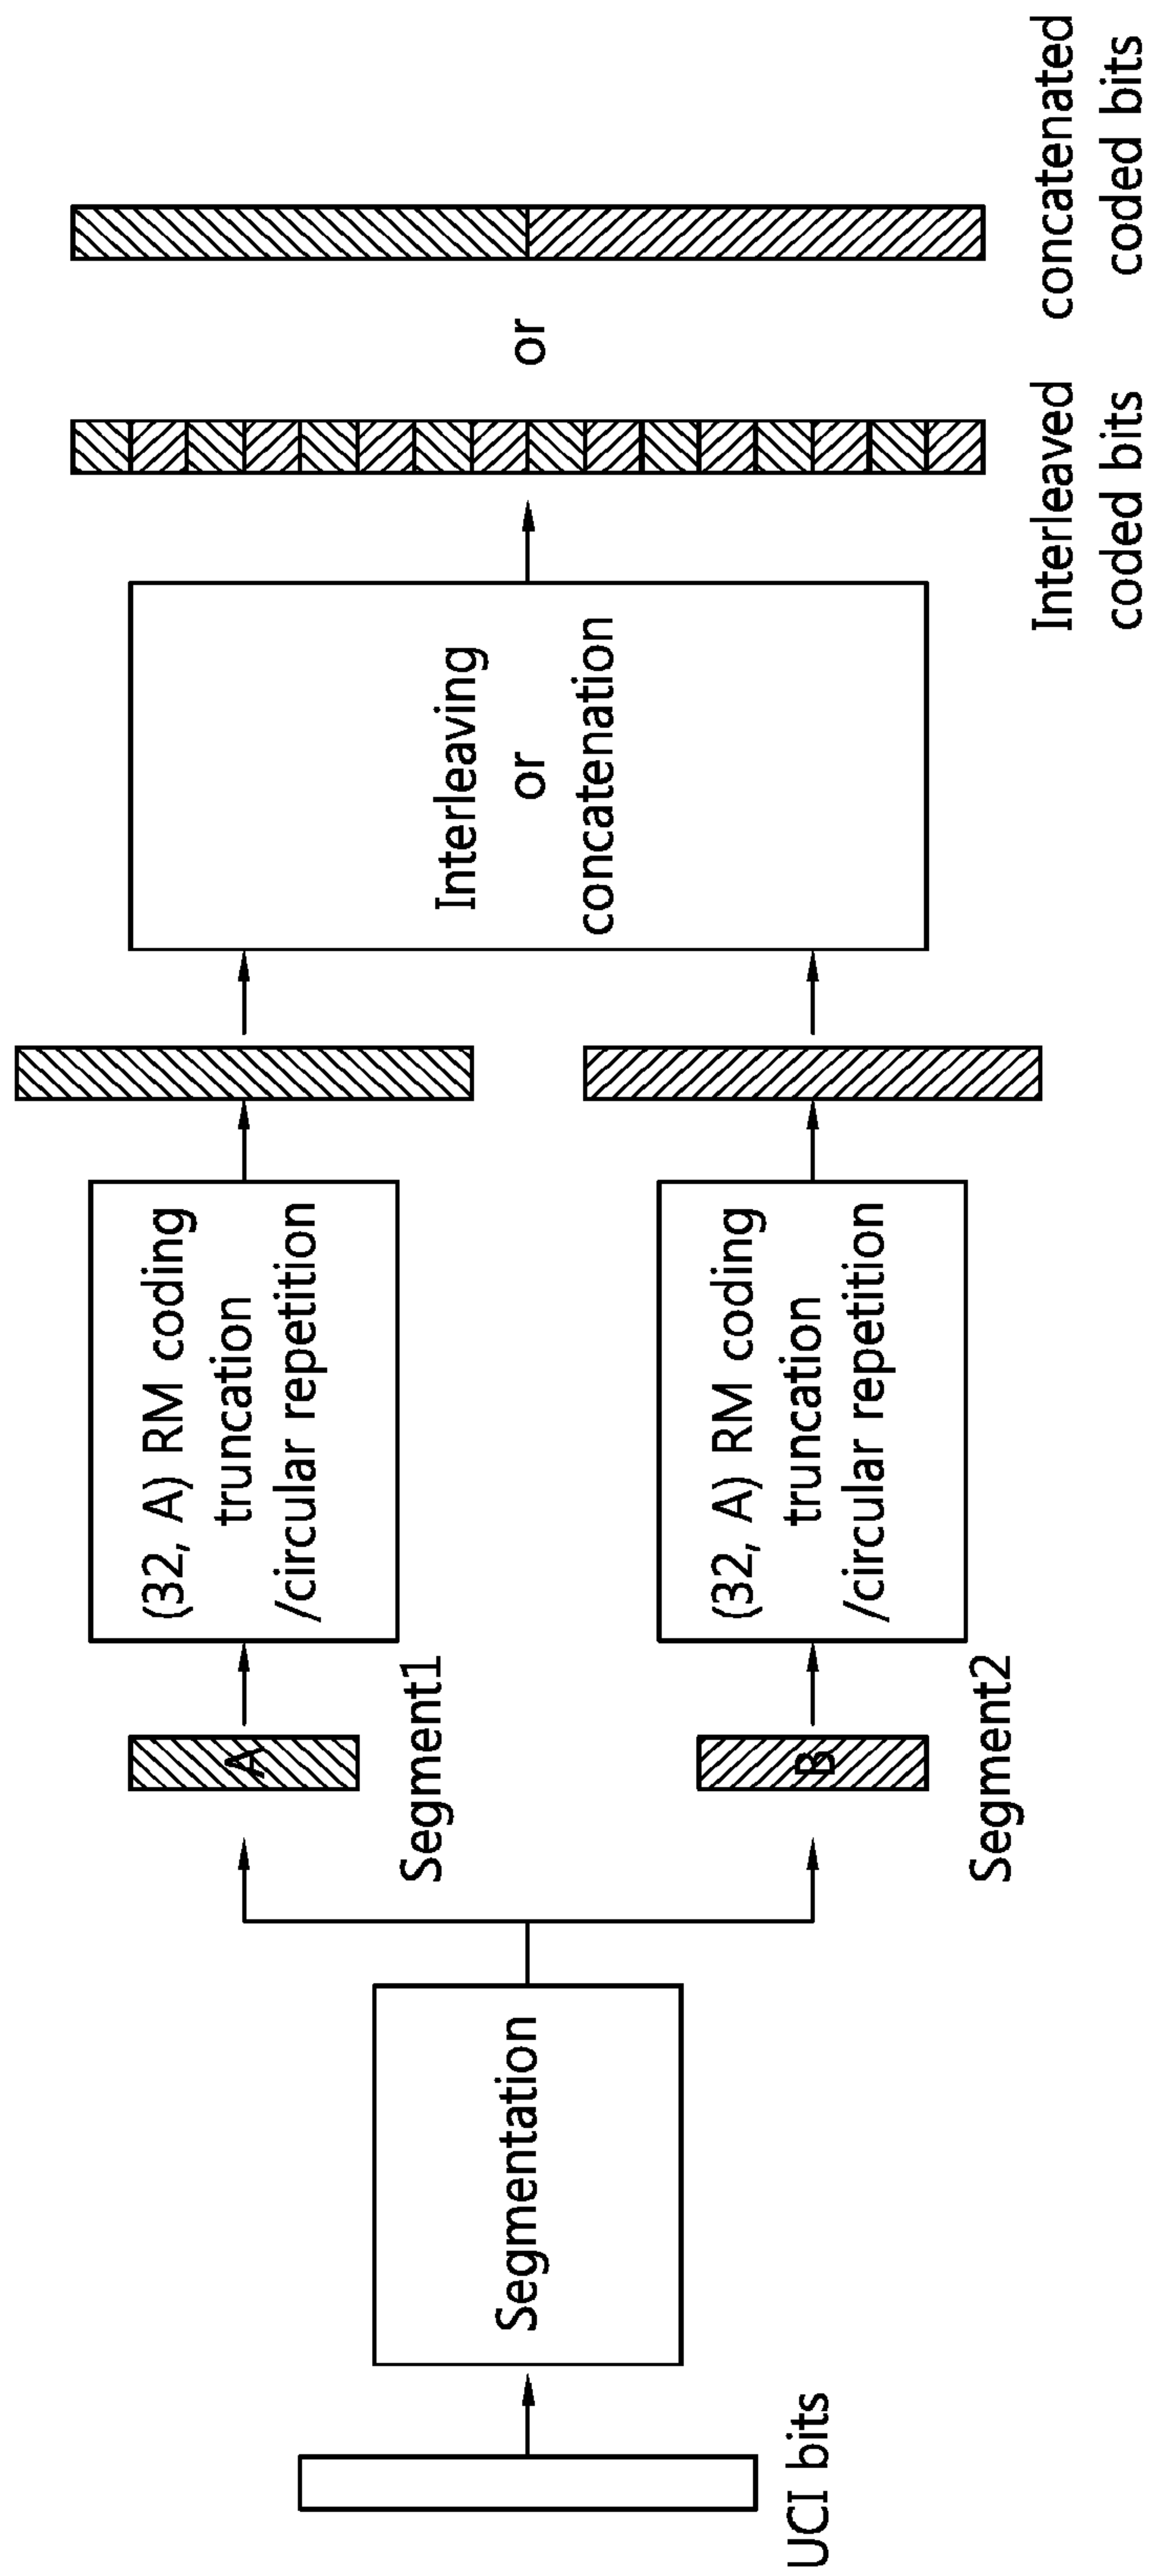 UCI bits
Segmentation
A
Segment1
(32, A) RM coding
truncation
/circular repetition
B
Segment2
(32, A) RM coding
truncation
/circular repetition
Interleaving
or
concatenation
Interleaved
coded bits
or
concatenated
coded bits